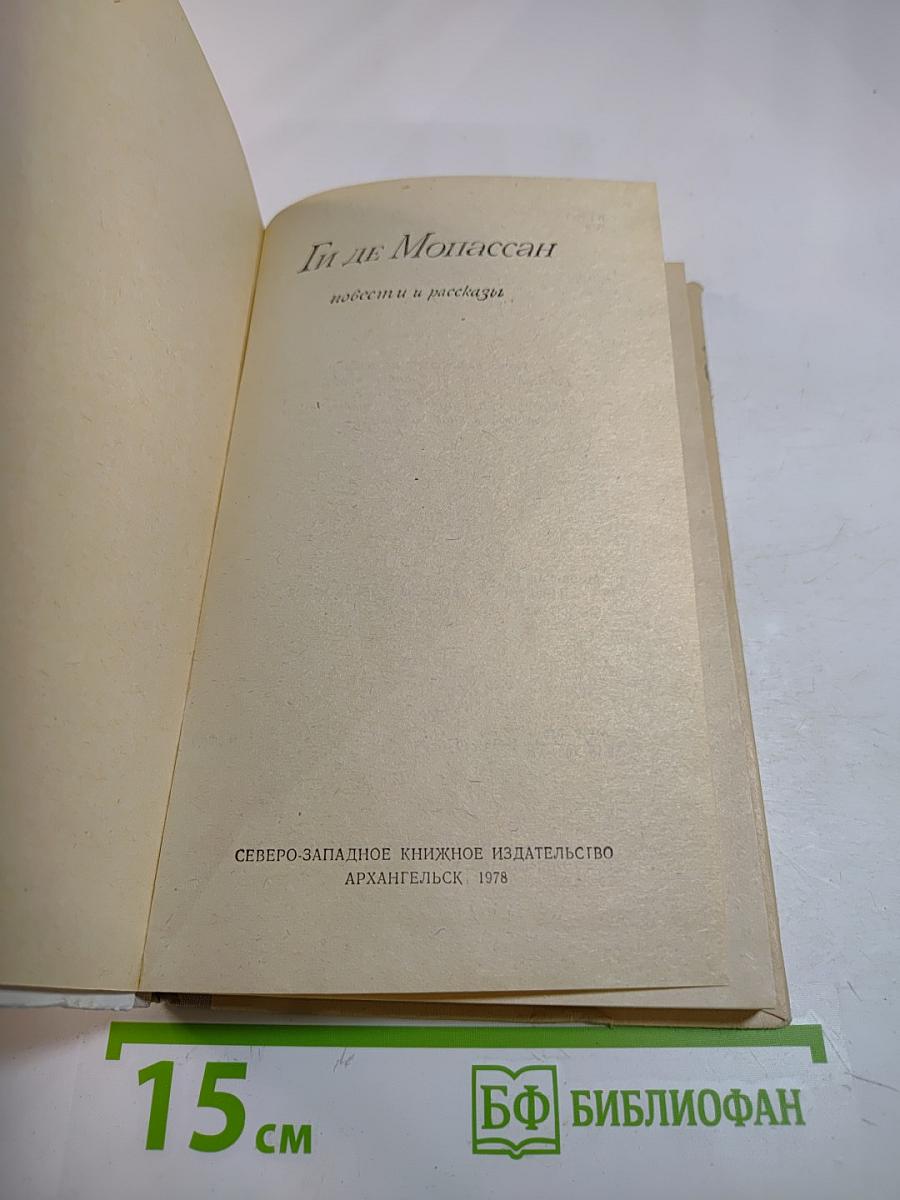 Ги де Мопассан
повести и рассказы
СЕВЕРО-ЗАПАДНОЕ КНИЖНОЕ ИЗДАТЕЛЬСТВО
АРХАНГЕЛЬСК 1978
15 см
БФ БИБЛИОФАН